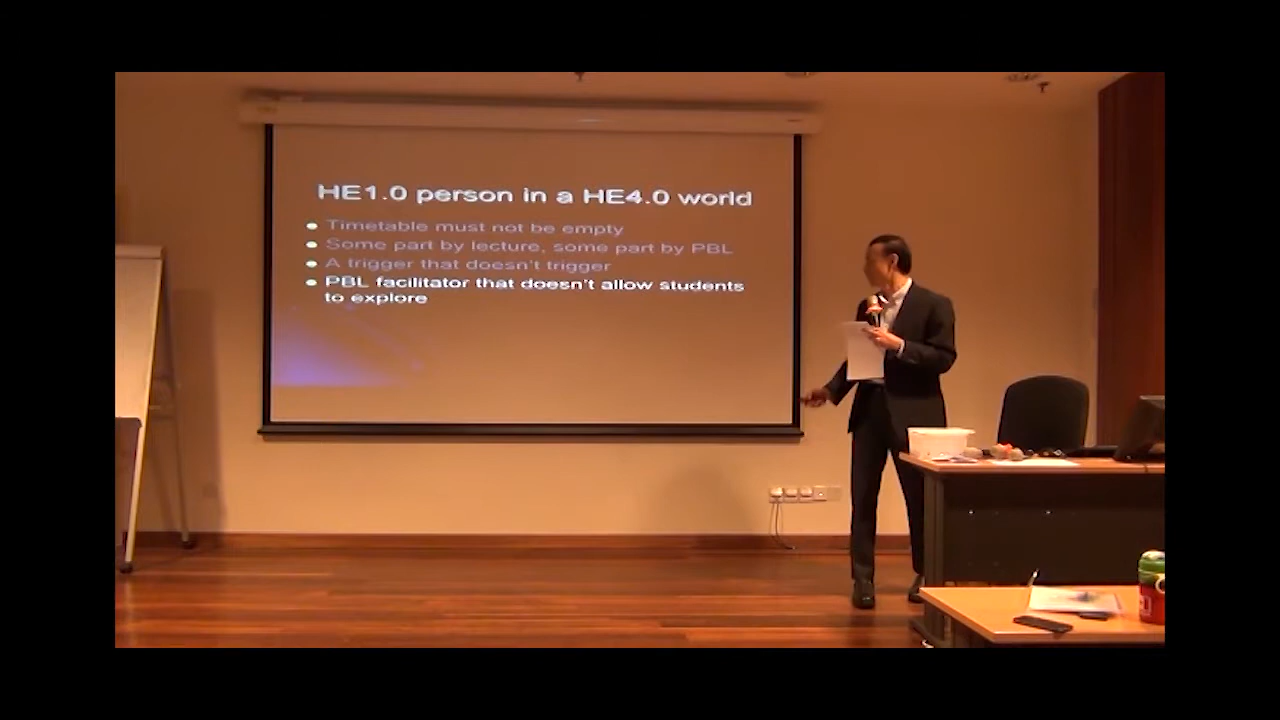 HE1.0 person in a HE4.0 world
Timetable must not be empty
Some part by lecture, some part by PBL
A trigger that doesn't trigger
PBL facilitator that doesn't allow students
to explore